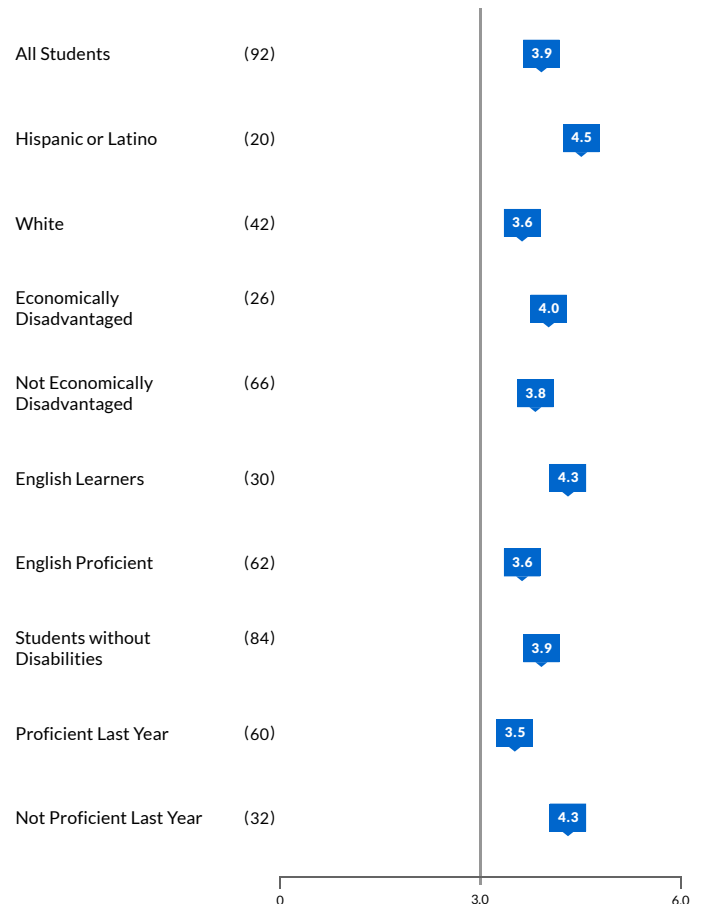 All Students (92) 3.9
Hispanic or Latino (20) 4.5
White (42) 3.6
Economically (26)
Disadvantaged 4.0
Not Economically (66)
Disadvantaged 3.8
English Learners (30) 4.3
English Proficient (62) 3.6
Students without (84)
Disabilities 3.9
Proficient Last Year (60) 3.5
Not Proficient Last Year (32) 4.3
0 3.0 6.0